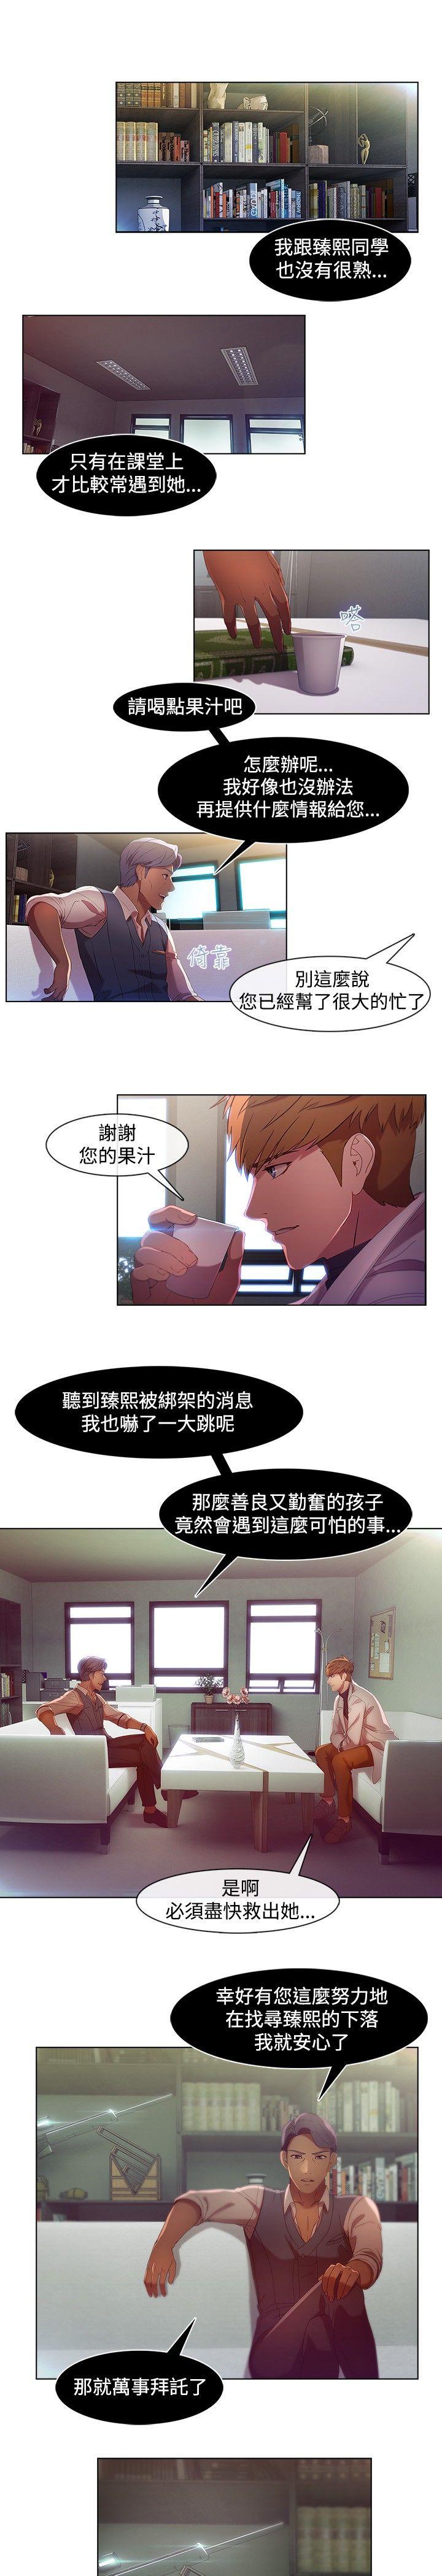 我跟臻熙同學
也沒有很熟...
只有在課堂上
才比較常遇到她...
嗒
請喝點果汁吧
怎麼辦呢...
我好像也沒辦法
再提供什麼情報給您...
倚靠
別這麼說
您已經幫了很大的忙了
謝謝
您的果汁
聽到臻熙被綁架的消息
我也嚇了一大跳呢
那麼善良又勤奮的孩子
竟然會遇到這麼可怕的事...
是啊
必須盡快救出她...
幸好有您這麼努力地
在找尋臻熙的下落
我就安心了
那就萬事拜託了